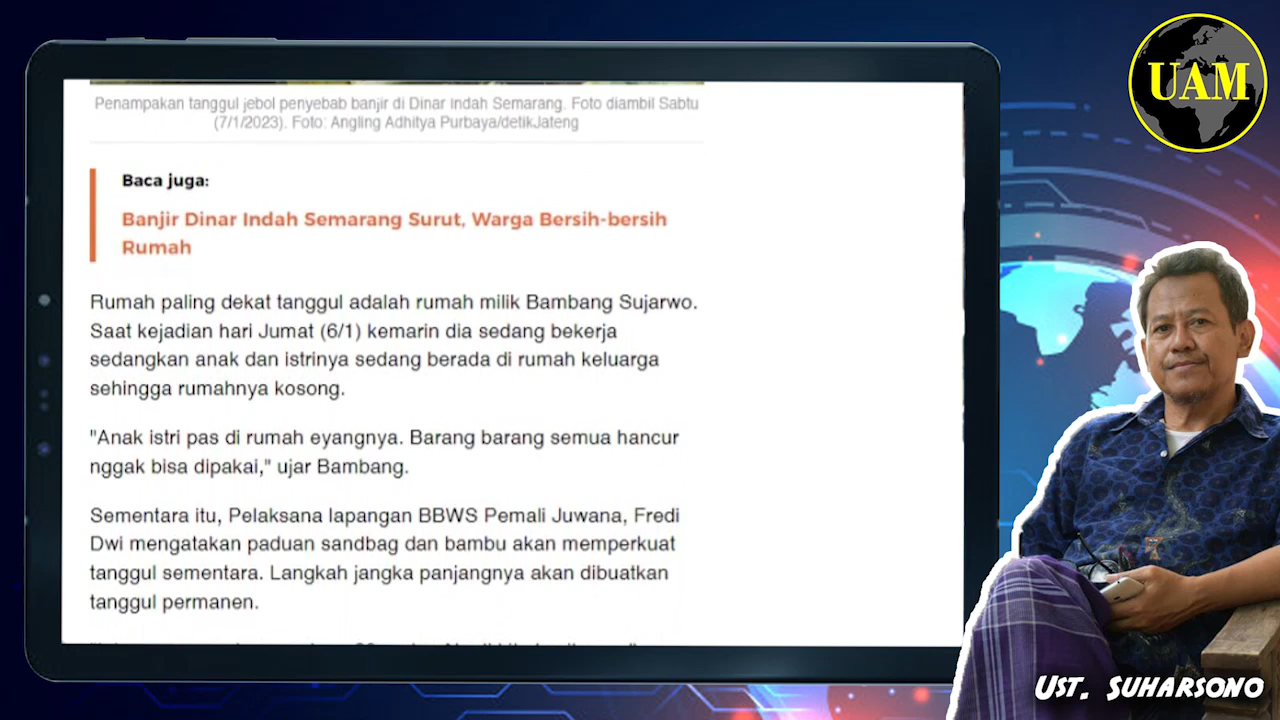 Penampakan tanggul jebol penyebab banjir di Dinar indah Semarang. Foto diambil Sabtu
(7/1/2023). Foto: Angling Adhitya Purbaya/detikJateng
Baca juga:
Banjir Dinar Indah Semarang Surut, Warga Bersih-bersih
Rumah
Rumah paling dekat tanggul adalah rumah milik Bambang Sujarwo.
Saat kejadian hari Jumat (6/1) kemarin dia sedang bekerja
sedangkan anak dan istrinya sedang berada di rumah keluarga
sehingga rumahnya kosong.
"Anak istri pas di rumah eyangnya. Barang barang semua hancur
nggak bisa dipakai," ujar Bambang.
Sementara itu, Pelaksana lapangan BBWS Pemali Juwana, Fredi
Dwi mengatakan paduan sandbag dan bambu akan memperkuat
tanggul sementara. Langkah jangka panjangnya akan dibuatkan
tanggul permanen.
UAM
Ust. Suharsono